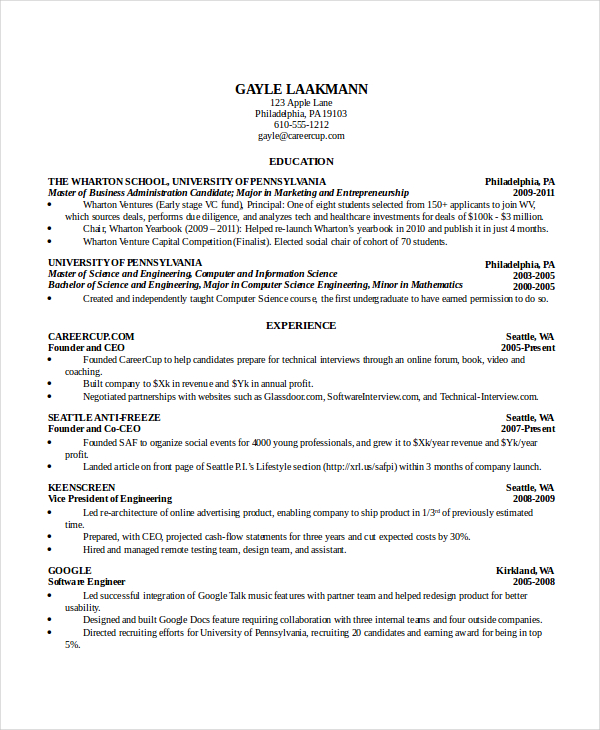 GAYLE LAAKMANN
123 Apple Lane
Philadelphia, PA19103
610-555-1212
gayle@careercup.com
EDUCATION
THE WHARTON SCHOOL, UNIVERSITY OF PENNSYLVANIA Philadelphia, PA
Master of Business Administration Candidate; Major in Marketing and Entrepreneurship 2009-2011
• Wharton Ventures (Early stage VC fund), Principal: One of eight students selected from 150+ applicants to join WV,
which sources deals, performs due diligence, and analyzes tech and healthcare investments for deals of $100k - $3 million.
• Chair, Wharton Yearbook (2009 – 2011): Helped re-launch Wharton's yearbook in 2010 and publish it in just 4 months.
• Wharton Venture Capital Competition (Finalist). Elected social chair of cohort of 70 students.
UNIVERSITY OF PENNSYLVANIA Philadelphia, PA
Master of Science and Engineering, Computer and Information Science 2003-2005
Bachelor of Science and Engineering, Major in Computer Science Engineering, Minor in Mathematics 2000-2005
• Created and independently taught Computer Science course, the first undergraduate to have earned permission to do so.
EXPERIENCE
CAREERCUP.COM Seattle, WA
Founder and CEO 2005-Present
• Founded CareerCup to help candidates prepare for technical interviews through an online forum, book, video and
coaching.
• Built company to $Xk in revenue and $Yk in annual profit.
• Negotiated partnerships with websites such as Glassdoor.com, SoftwareInterview.com, and Technical-Interview.com.
SEATTLE ANTI-FREEZE Seattle, WA
Founder and Co-CEO 2007-Present
• Founded SAF to organize social events for 4000 young professionals, and grew it to $Xk/year revenue and $Yk/year
profit.
• Landed article on front page of Seattle P.I.'s Lifestyle section (http://xrl.us/safpi) within 3 months of company launch.
KEENSCREEN Seattle, WA
Vice President of Engineering 2008-2009
• Led re-architecture of online advertising product, enabling company to ship product in 1/3rd of previously estimated
time.
• Prepared, with CEO, projected cash-flow statements for three years and cut expected costs by 30%.
• Hired and managed remote testing team, design team, and assistant.
GOOGLE Kirkland, WA
Software Engineer 2005-2008
• Led successful integration of Google Talk music features with partner team and helped redesign product for better
usability.
• Designed and built Google Docs feature requiring collaboration with three internal teams and four outside companies.
• Directed recruiting efforts for University of Pennsylvania, recruiting 20 candidates and earning award for being in top
5%.